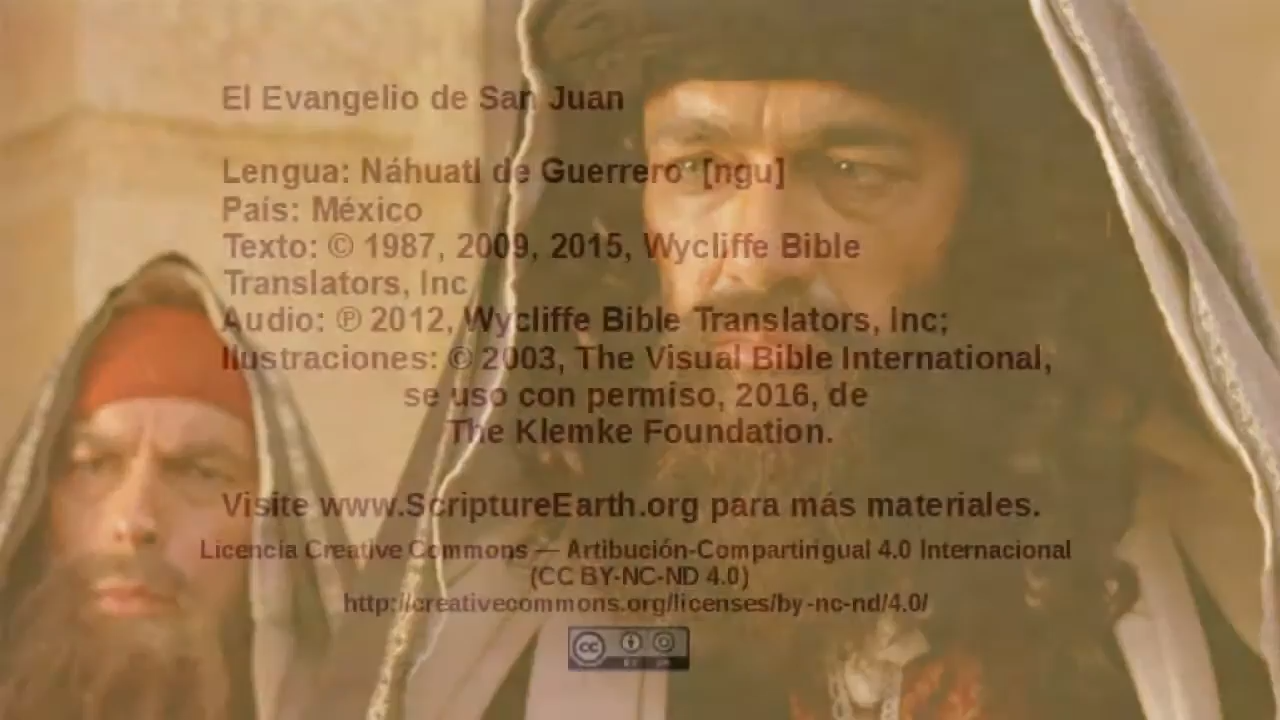 El Evangelio de San Juan
Lengua: Náhuatl de Guerrero [ngu]
País: México
Texto: © 1987, 2009, 2015, Wycliffe Bible
Translators, Inc
Audio: ℗ 2012, Wycliffe Bible Translators, Inc;
Ilustraciones: © 2003, The Visual Bible International,
se uso con permiso, 2016, de
The Klemke Foundation.
Visite www.ScriptureEarth.org para más materiales.
Licencia Creative Commons — Artibución-Compartirigual 4.0 Internacional
(CC BY-NC-ND 4.0)
http://creativecommons.org/licenses/by-nc-nd/4.0/
cc